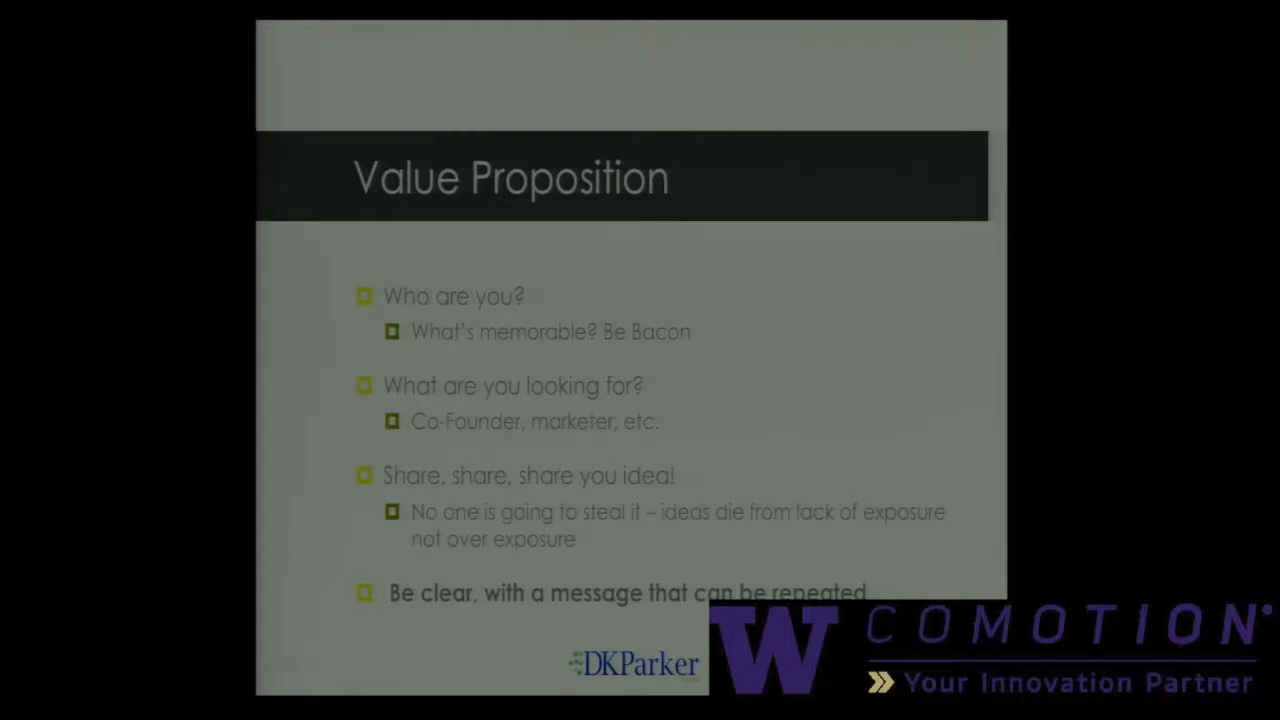 Value Proposition
Who are you?
What's memorable? Be Bacon
What are you looking for?
Co-Founder, marketer, etc.
Share, share, share you idea!
No one is going to steal it – ideas die from lack of exposure
not over exposure
Be clear, with a message that can be repeated
DKParker
W COMOTION
Your Innovation Partner